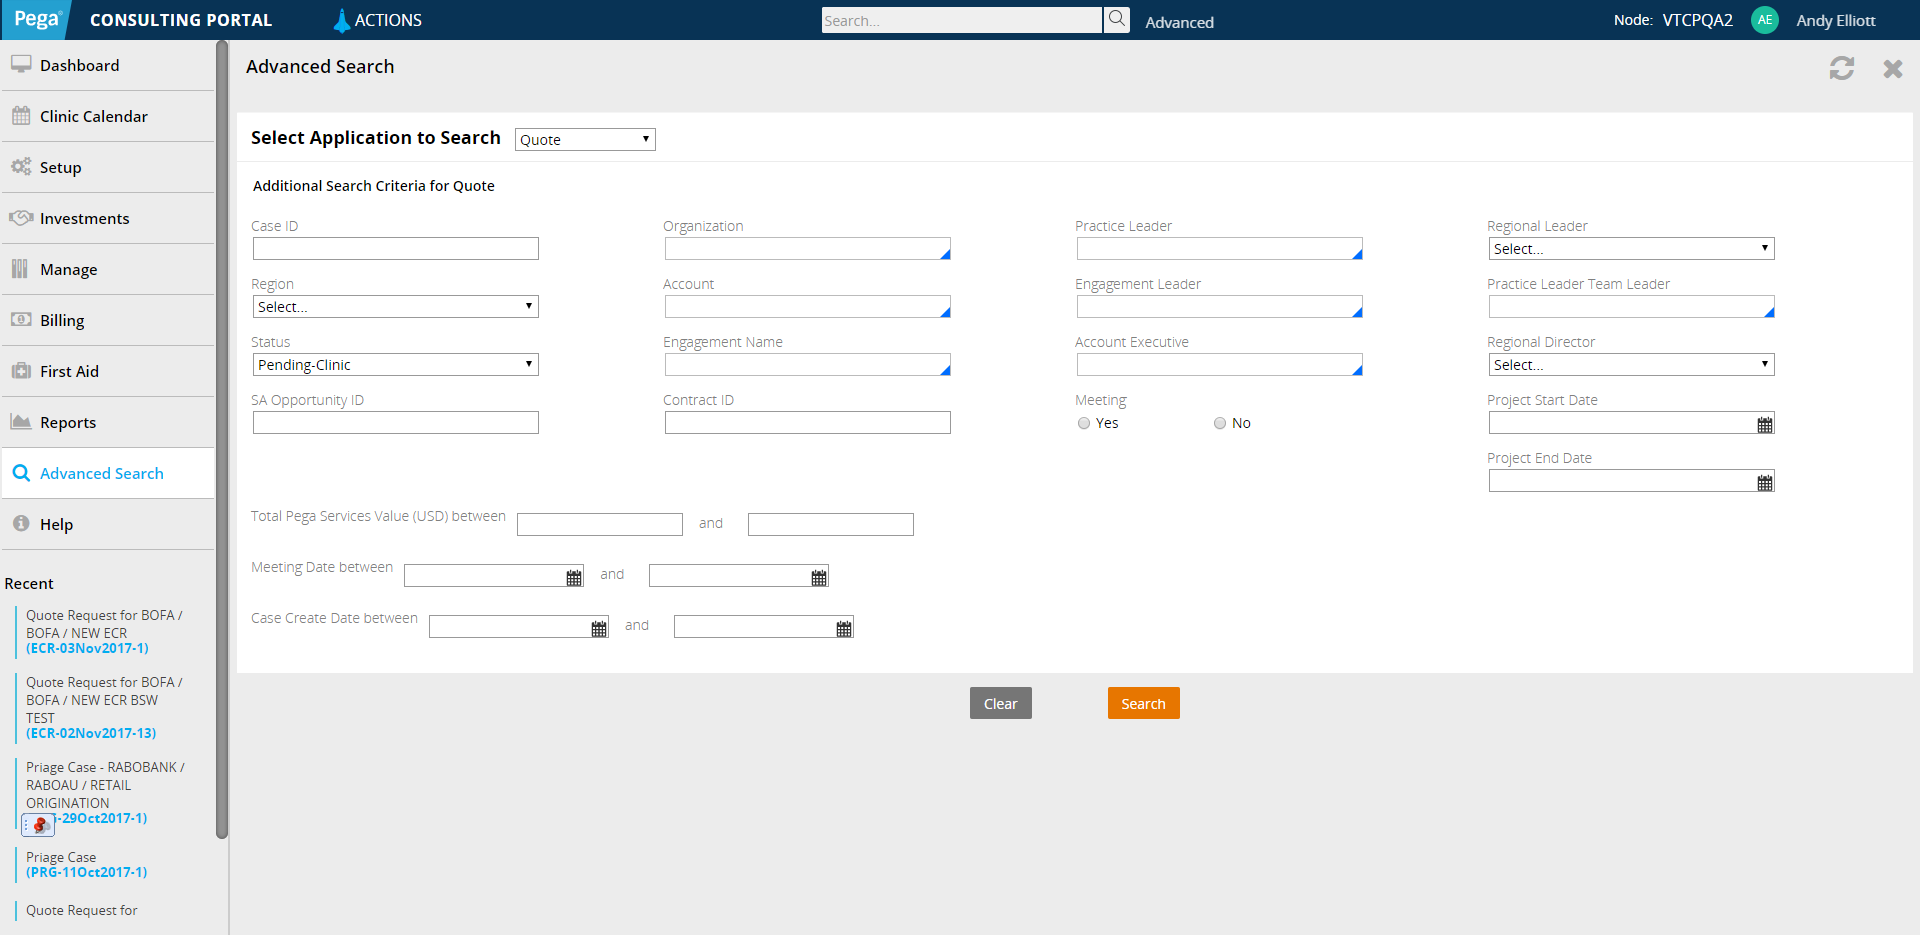 Pega CONSULTING PORTAL ACTIONS Search... Advanced Node: VTCPQA2 AE Andy Elliott
Dashboard
Clinic Calendar
Setup
Investments
Manage
Billing
First Aid
Reports
Advanced Search
Help
Recent
Quote Request for BOFA /
BOFA / NEW ECR
(ECR-03Nov2017-1)
Quote Request for BOFA /
BOFA / NEW ECR BSW
TEST
(ECR-02Nov2017-13)
Priage Case - RABOBANK /
RABOAU / RETAIL
ORIGINATION
-29Oct2017-1)
Priage Case
(PRG-11Oct2017-1)
Quote Request for
Advanced Search
Select Application to Search Quote
Additional Search Criteria for Quote
Case ID Organization Practice Leader Regional Leader
Select...
Region Account Engagement Leader Practice Leader Team Leader
Select...
Status Engagement Name Account Executive Regional Director
Pending-Clinic Select...
SA Opportunity ID Contract ID Meeting Project Start Date
Yes No
Project End Date
Total Pega Services Value (USD) between and
Meeting Date between and
Case Create Date between and
Clear Search